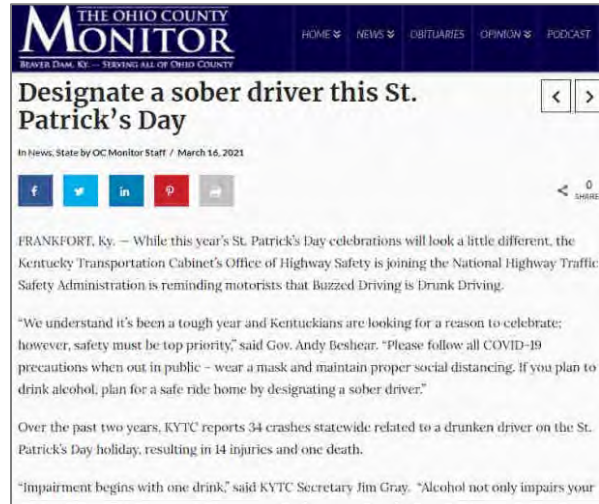 THE OHIO COUNTY
MONITOR
BEAVER DAM, KY. — SERVING ALL OF OHIO COUNTY
HOME NEWS OBITUARIES OPINION PODCAST
Designate a sober driver this St.
Patrick's Day
In News, State by OC Monitor Staff / March 16, 2021
0
SHARE
FRANKFORT, Ky. — While this year's St. Patrick's Day celebrations will look a little different, the
Kentucky Transportation Cabinet's Office of Highway Safety is joining the National Highway Traffic
Safety Administration is reminding motorists that Buzzed Driving is Drunk Driving.
"We understand it's been a tough year and Kentuckians are looking for a reason to celebrate;
however, safety must be top priority," said Gov. Andy Beshear. "Please follow all COVID-19
precautions when out in public – wear a mask and maintain proper social distancing. If you plan to
drink alcohol, plan for a safe ride home by designating a sober driver."
Over the past two years, KYTC reports 34 crashes statewide related to a drunken driver on the St.
Patrick's Day holiday, resulting in 14 injuries and one death.
"Impairment begins with one drink," said KYTC Secretary Jim Gray. "Alcohol not only impairs your